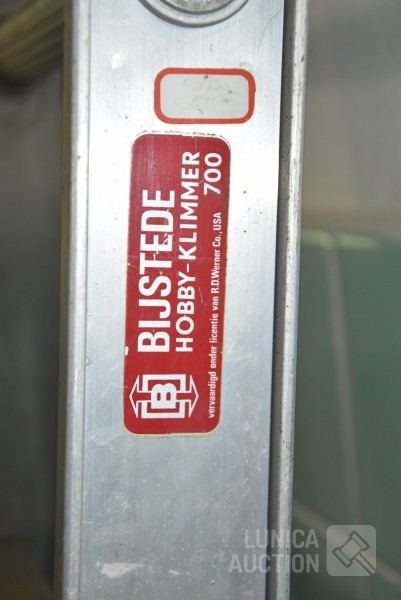 B
BIJSTEDE
HOBBY-KLIMMER
700
vervaardigd onder licentie van R.D.Werner Co., USA
LUNICA
AUCTION